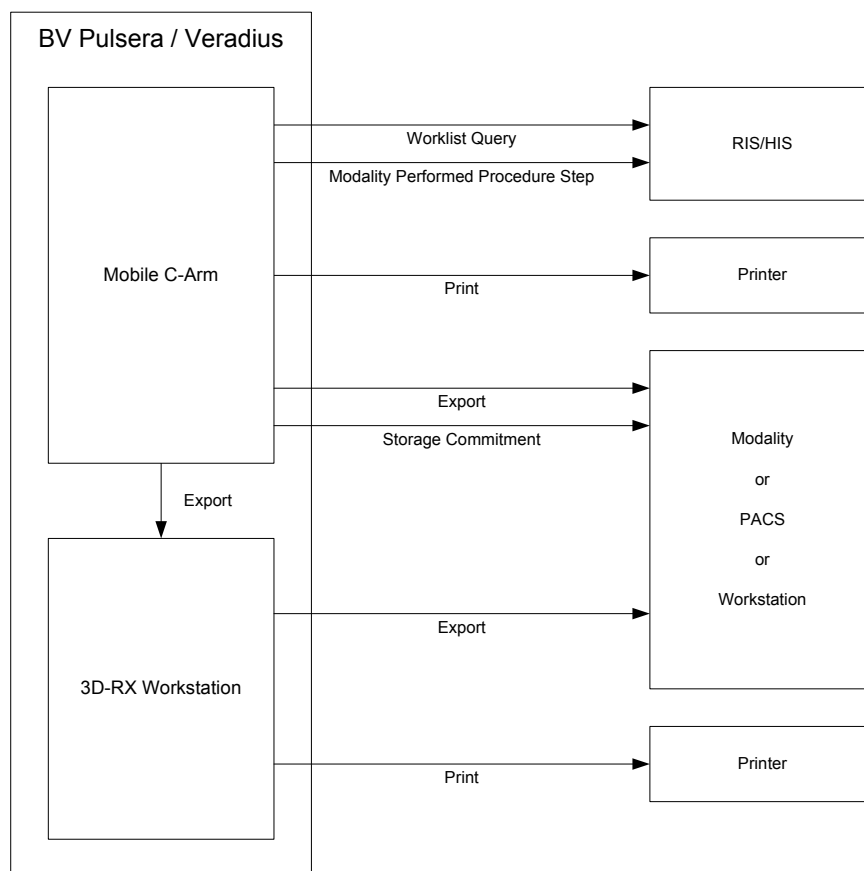 BV Pulsera / Veradius
Worklist Query
RIS/HIS
Modality Performed Procedure Step
Mobile C-Arm
Print
Printer
Export
Storage Commitment
Modality
or
PACS
or
Workstation
Export
Export
3D-RX Workstation
Print
Printer